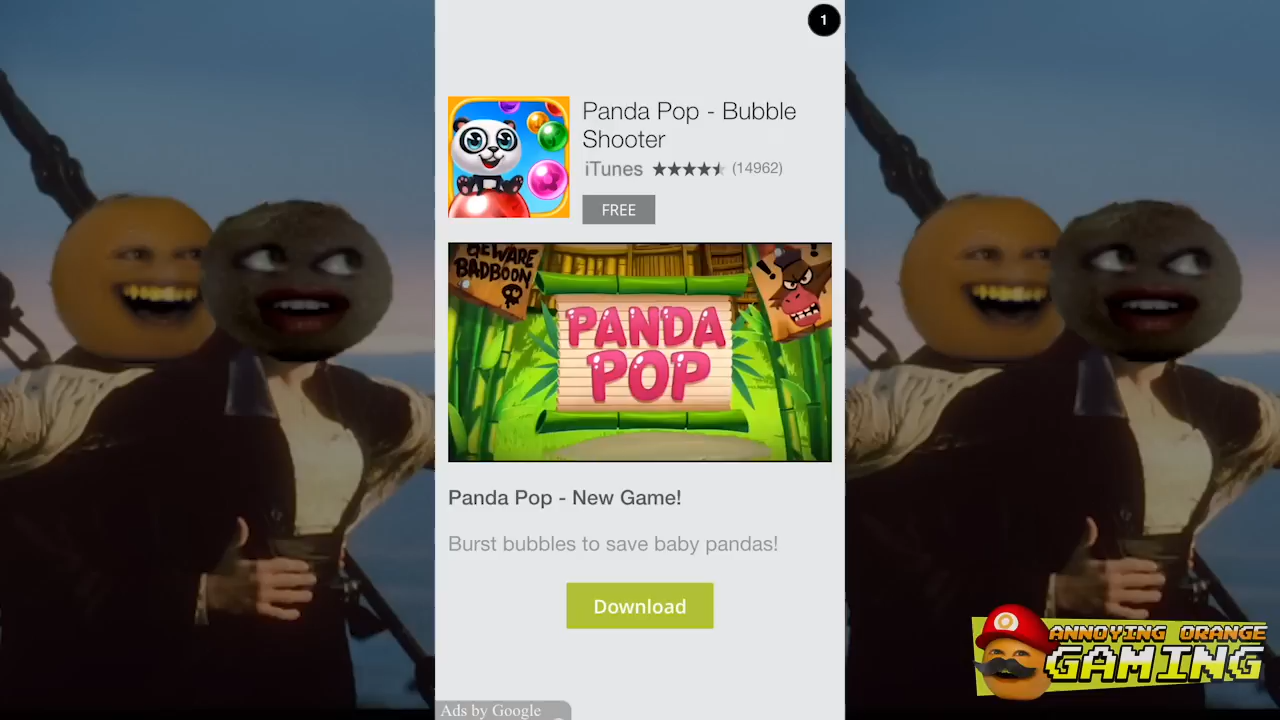 1
Panda Pop - Bubble
Shooter
iTunes (14962)
FREE
BEWARE
BADBOON
!
!
PANDA
POP
Panda Pop - New Game!
Burst bubbles to save baby pandas!
Download
Ads by Google
ANNOYING ORANGE
GAMING